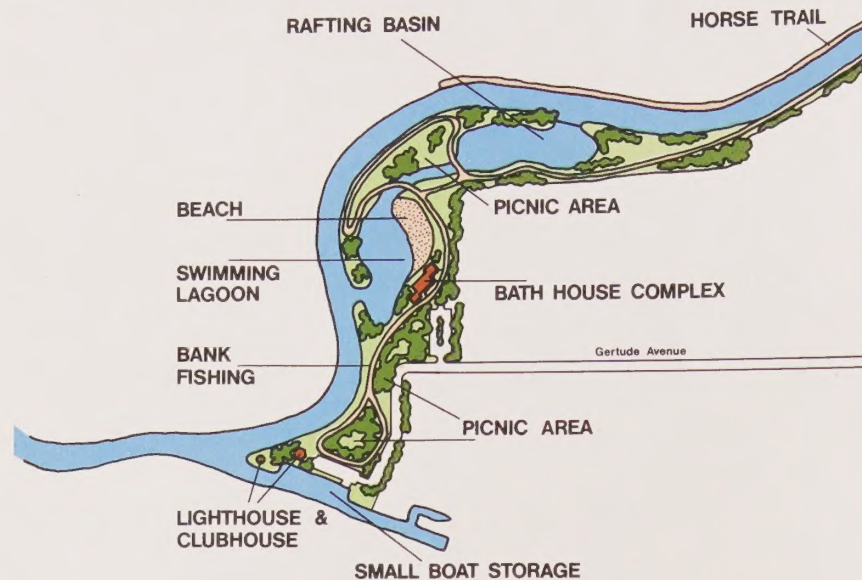 RAFTING BASIN
HORSE TRAIL
BEACH
PICNIC AREA
SWIMMING
LAGOON
BATH HOUSE COMPLEX
Gertude Avenue
BANK
FISHING
PICNIC AREA
LIGHTHOUSE &
CLUBHOUSE
SMALL BOAT STORAGE